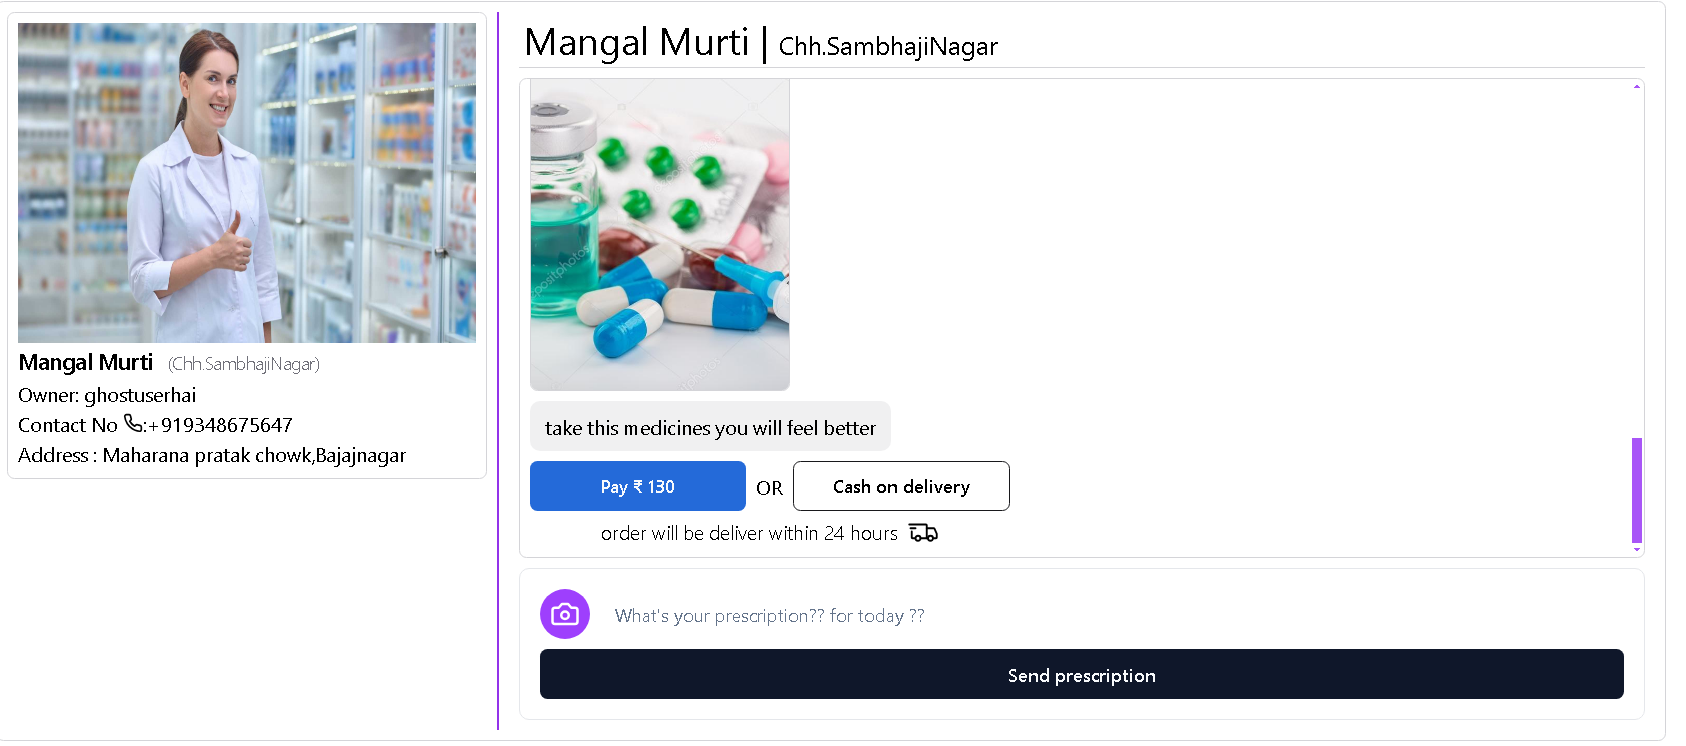 Mangal Murti (Chh.SambhajiNagar)
Owner: ghostuserhai
Contact No :+919348675647
Address : Maharana pratak chowk,Bajajnagar
Mangal Murti | Chh.SambhajiNagar
take this medicines you will feel better
Pay ₹ 130 OR Cash on delivery
order will be deliver within 24 hours
What's your prescription?? for today ??
Send prescription